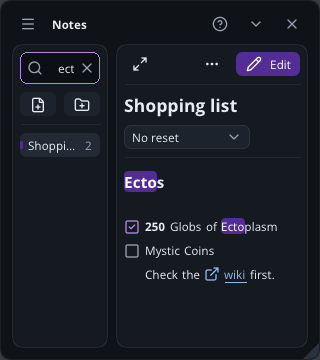 Notes
ect
Edit
Shopping list
No reset
Shoppi... 2
Ectos
250 Globs of Ectoplasm
Mystic Coins
Check the wiki first.